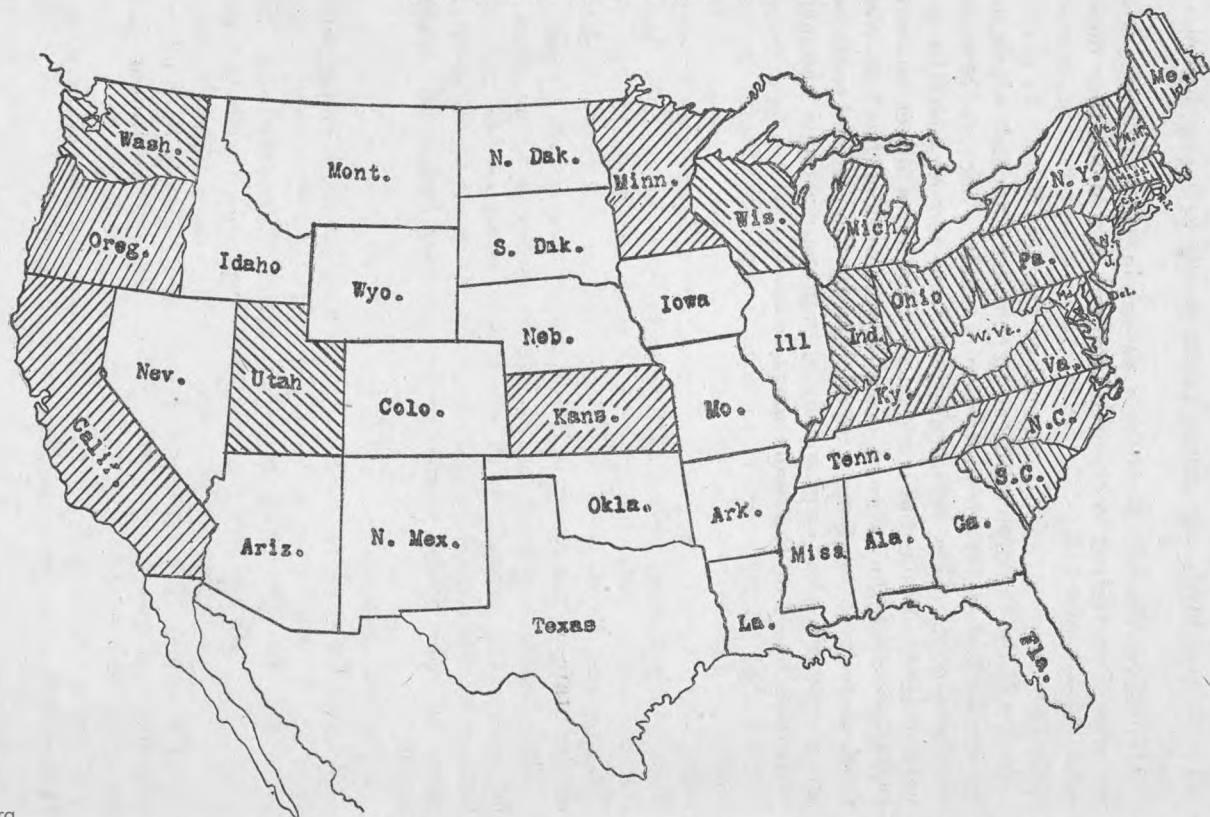 Me.
Wash.
Vt.
N.H.
Mont.
N. Dak.
Minn.
N.Y.
Wis.
Mich.
Oreg.
S. Dak.
Idaho
Pa.
N.
J.
Wyo.
Iowa
Ohio
Md.
Del.
Neb.
Ill
Ind.
W. Vt.
Va.
Nev.
Utah
Colo.
Kans.
Mo.
Ky.
N.C.
Calif.
Tenn.
S.C.
Okla.
Ark.
Ariz.
N. Mex.
Miss
Ala.
Ga.
Texas
La.
Fla.